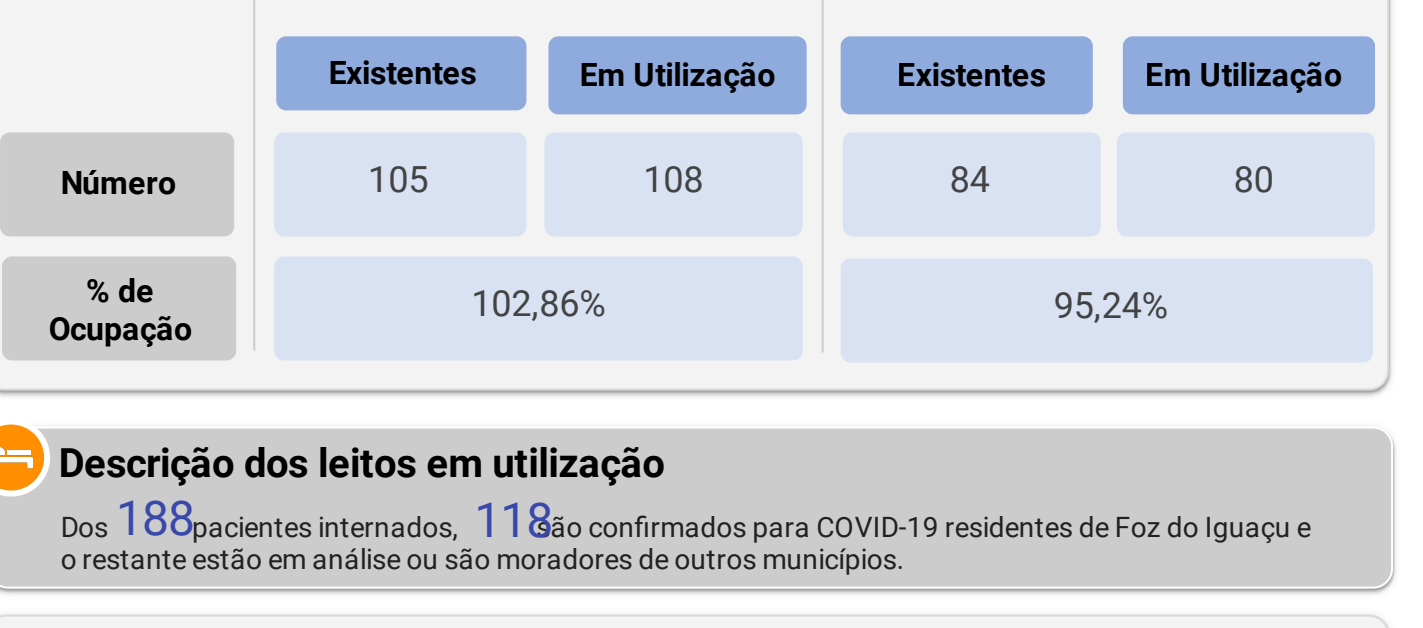 Existentes Em Utilização Existentes Em Utilização
Número 105 108 84 80
% de
Ocupação 102,86% 95,24%
Descrição dos leitos em utilização
Dos 188 pacientes internados, 118 são confirmados para COVID-19 residentes de Foz do Iguaçu e
o restante estão em análise ou são moradores de outros municípios.